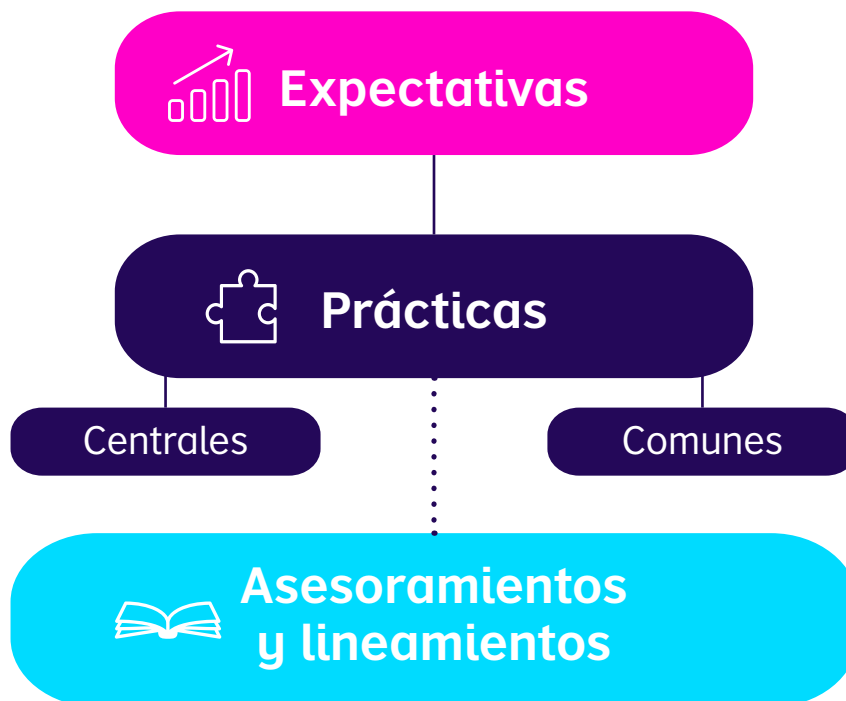 Expectativas
Prácticas
Centrales
Comunes
Asesoramientos
y lineamientos